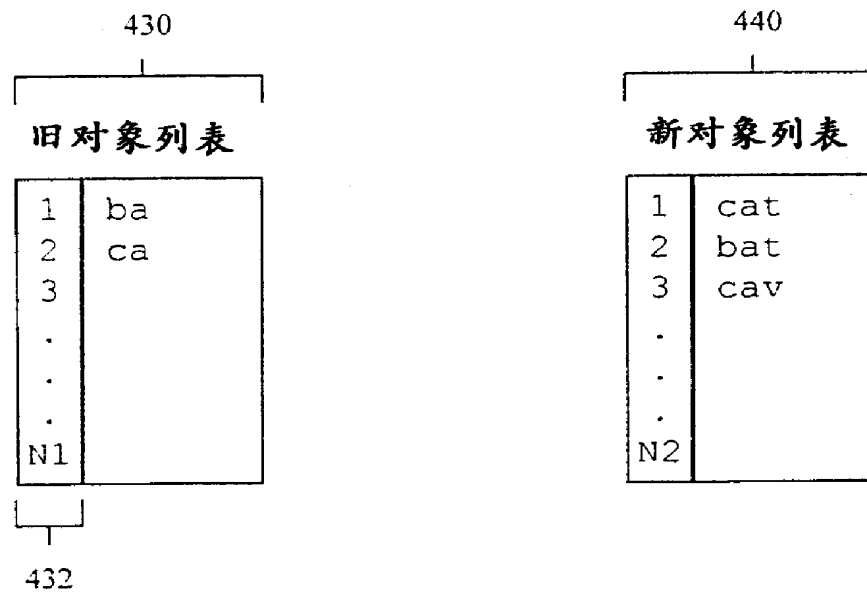 430
旧对象列表
1 ba
2 ca
3
.
.
.
N1
432
440
新对象列表
1 cat
2 bat
3 cav
.
.
.
N2